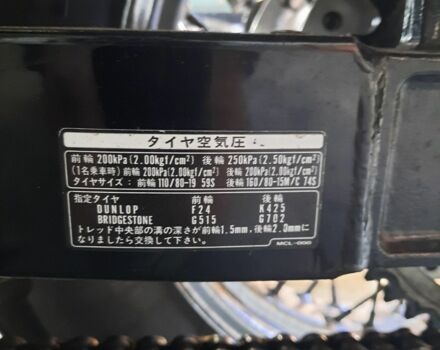 タイヤ空気圧
前輪 200kPa(2.00kgf/cm²) 後輪 250kPa(2.50kgf/cm²)
(1名乗車時) 前輪 200kPa(2.00kgf/cm²) 後輪 200kPa(2.00kgf/cm²)
タイヤサイズ: 前輪 110/80-19 59S 後輪 160/80-15M/C 74S
指定タイヤ 前輪 後輪
DUNLOP F24 K425
BRIDGESTONE G515 G702
トレッド中央部の溝の深さが前輪1.5mm、後輪2.0mmに
なりましたら交換して下さい。 MCL-000